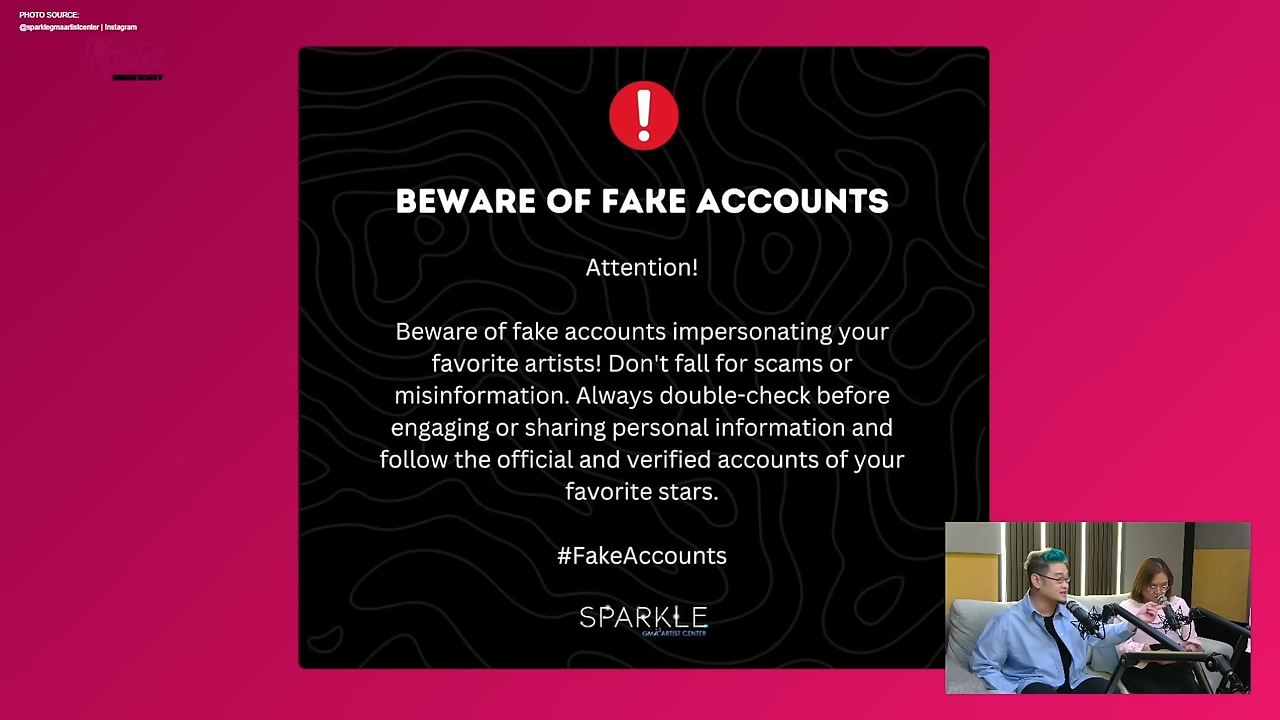 PHOTO SOURCE:
@sparklegmaartistcenter | Instagram
UNIVERSITY
!
BEWARE OF FAKE ACCOUNTS
Attention!
Beware of fake accounts impersonating your
favorite artists! Don't fall for scams or
misinformation. Always double-check before
engaging or sharing personal information and
follow the official and verified accounts of your
favorite stars.
#FakeAccounts
SPARKLE
GMA ARTIST CENTER